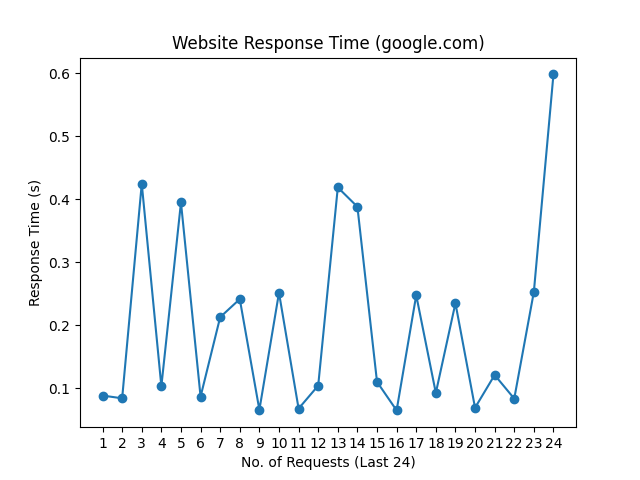 Website Response Time (google.com)
0.6
0.5
0.4
0.3
0.2
0.1
Response Time (s)
1 2 3 4 5 6 7 8 9 10 11 12 13 14 15 16 17 18 19 20 21 22 23 24
No. of Requests (Last 24)